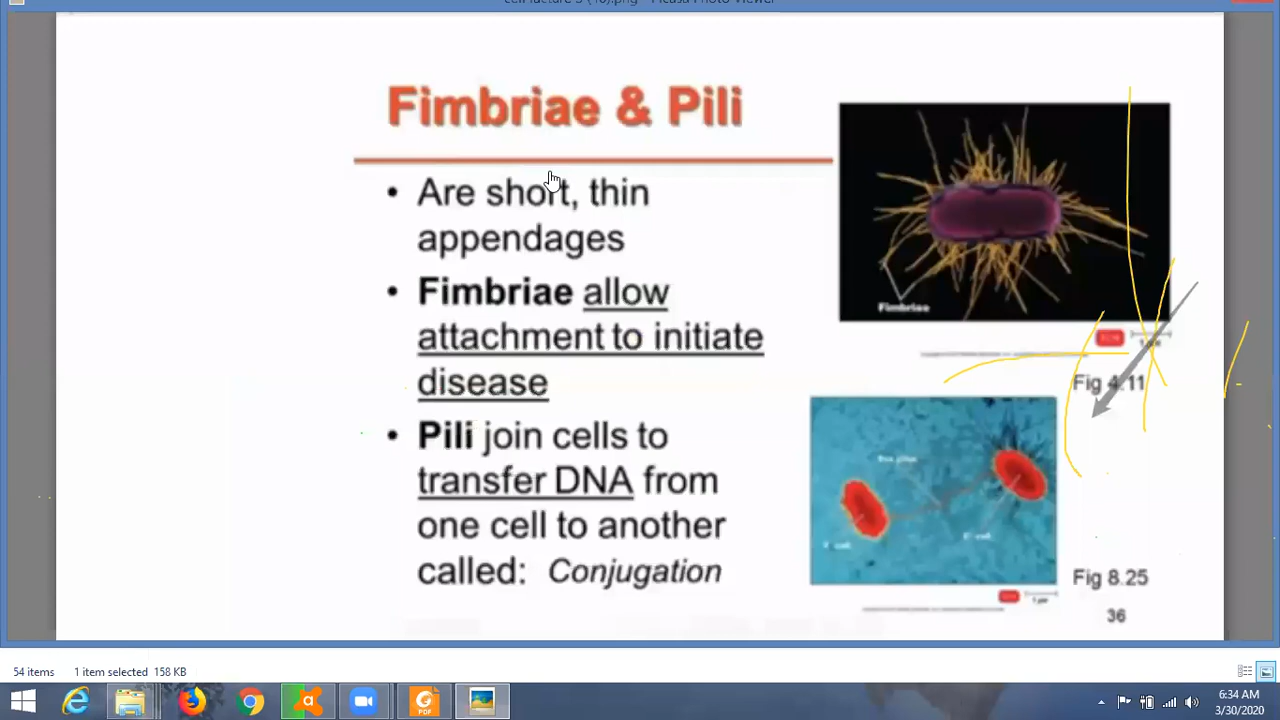 Fimbriae & Pili
• Are short, thin
appendages
• Fimbriae allow
attachment to initiate
disease
• Pili join cells to
transfer DNA from
one cell to another
called: Conjugation
Fimbriae
Fig 4.11
Fig 8.25
36
54 items 1 item selected 158 KB
PDF
6:34 AM
3/30/2020